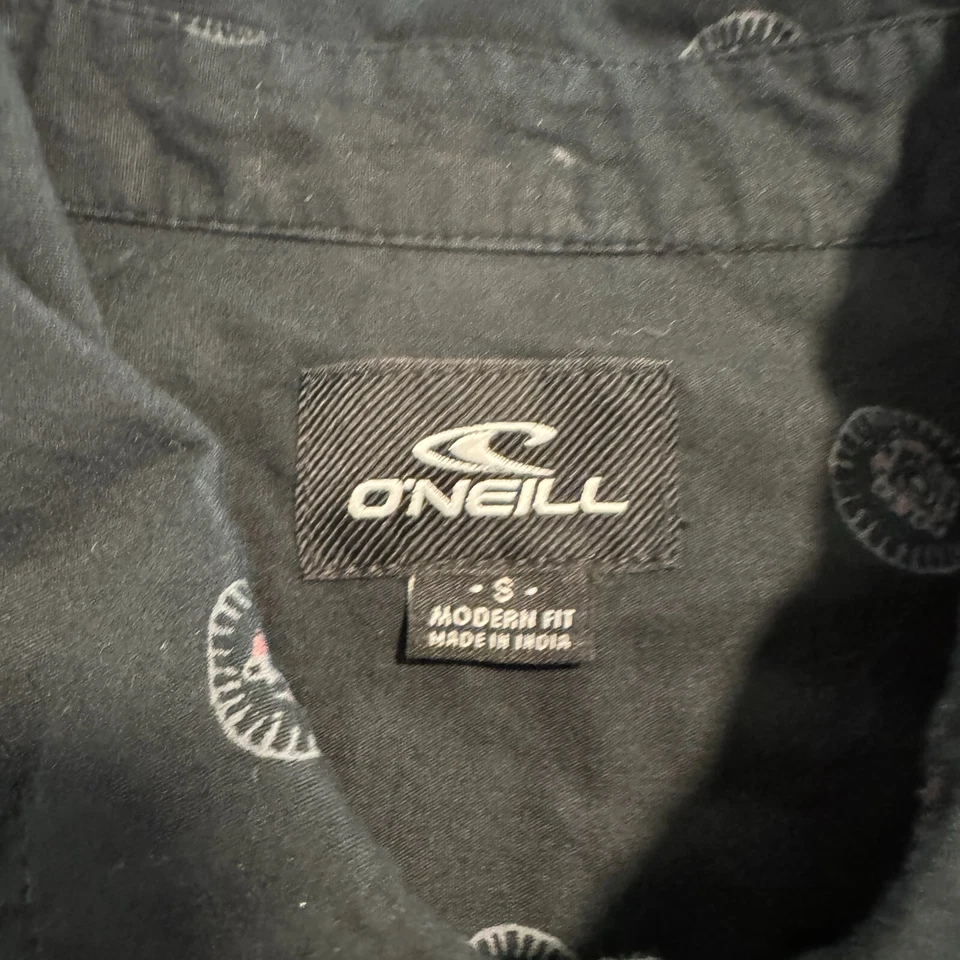 O'NEILL
- S -
MODERN FIT
MADE IN INDIA